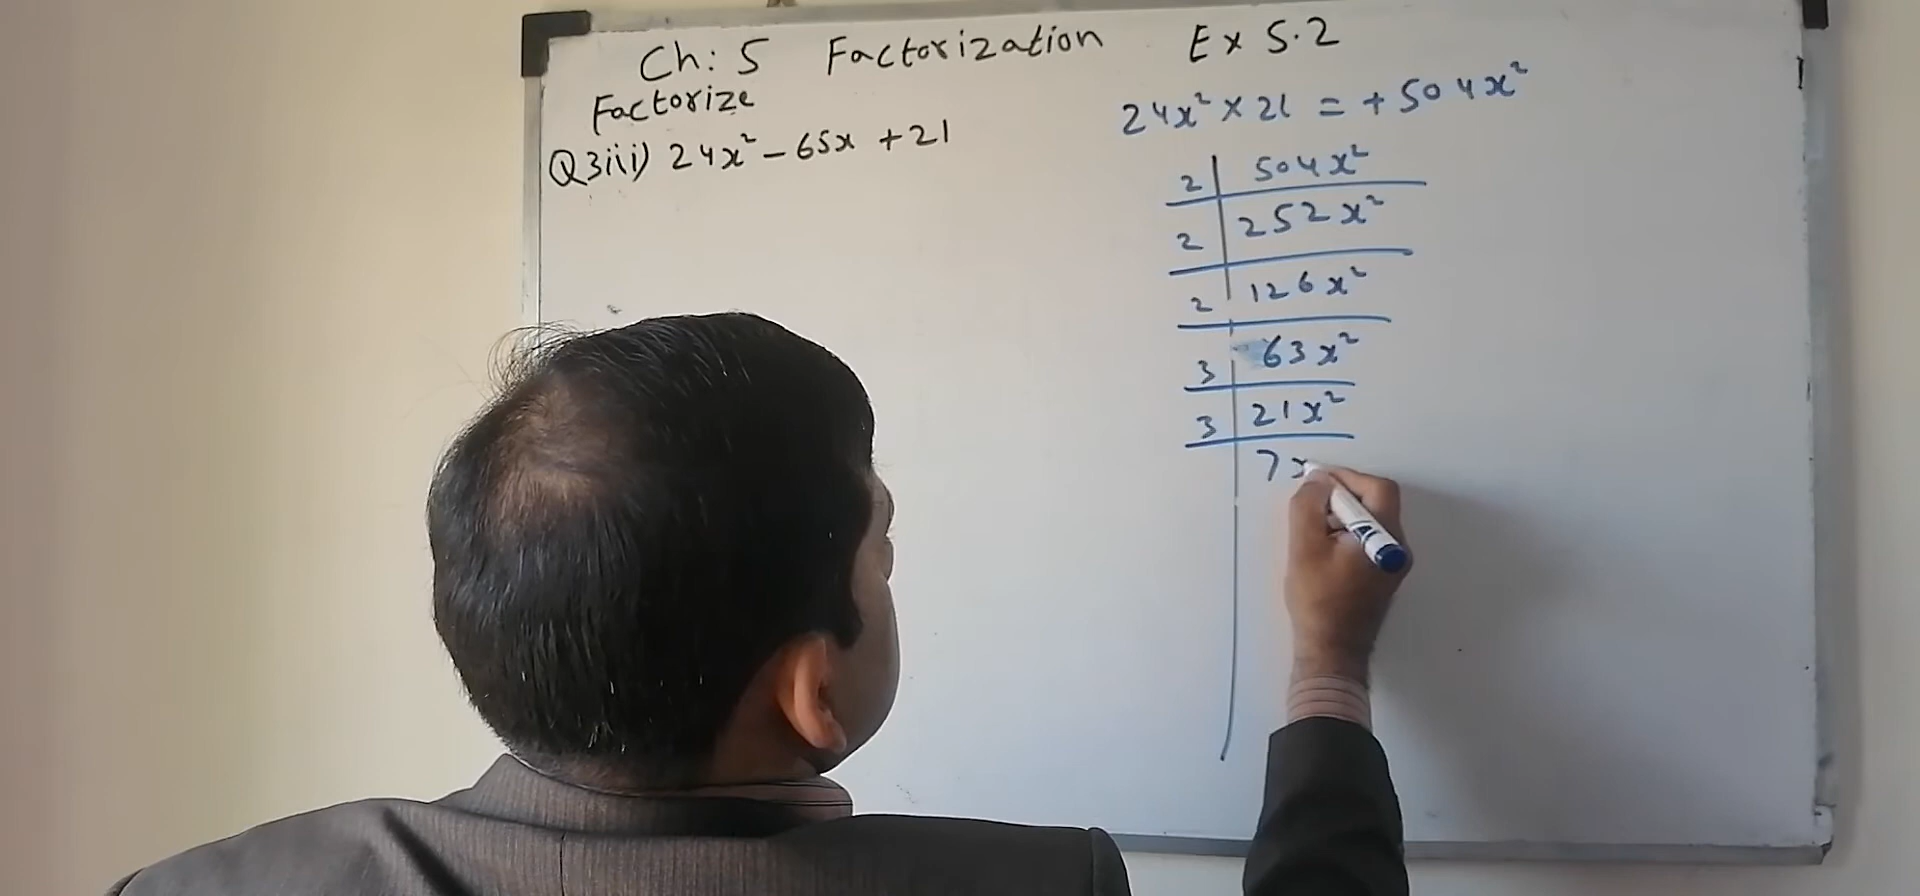 Ch: 5 Factorization Ex 5.2
Factorize
Q3iii) 24x² - 65x + 21
24x² × 21 = + 504x²
2 | 504x²
2 | 252x²
2 | 126x²
3 | 63x²
3 | 21x²
7x